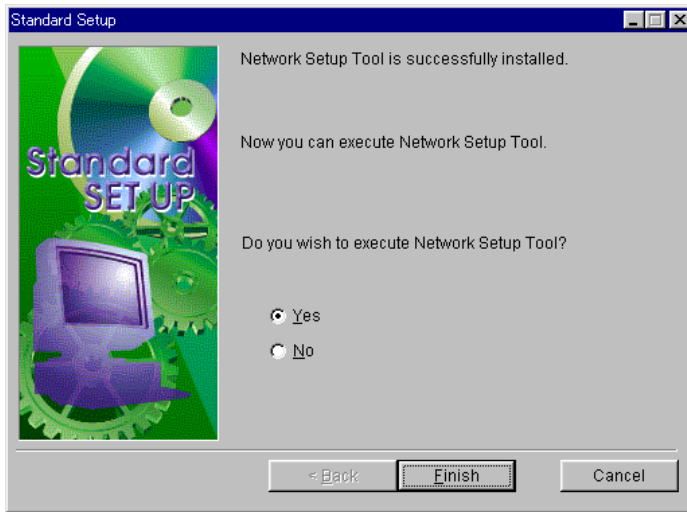 Standard Setup
Network Setup Tool is successfully installed.
Standard
SET UP
Now you can execute Network Setup Tool.
Do you wish to execute Network Setup Tool?
Yes
No
< Back
Finish
Cancel